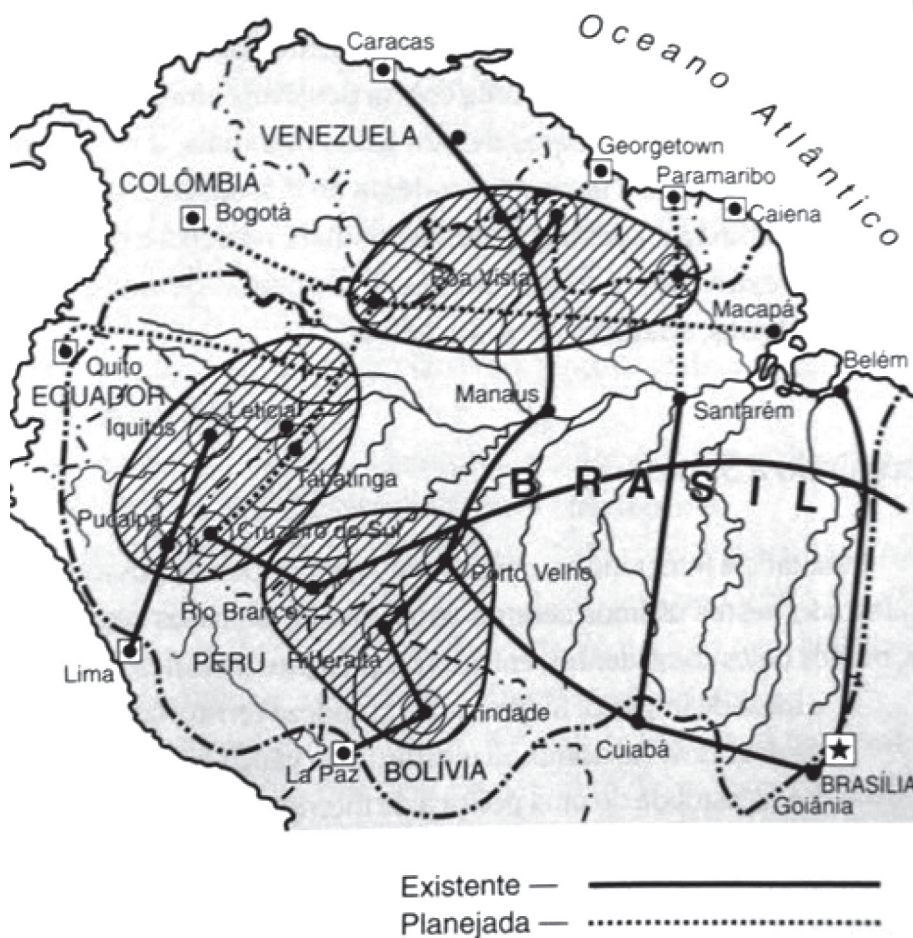 Oceano Atlântico
Caracas
VENEZUELA
Georgetown
Paramaribo
Caiena
COLÔMBIA
Bogotá
Boa Vista
Macapá
Quito
EQUADOR
Belém
Manaus
Santarém
Leticial
Iquitos
Tabatinga
BRASIL
Pucalpa
Cruzeiro do Sul
Porto Velho
Rio Branco
Lima
PERU
Riberalta
Trindade
Cuiabá
La Paz
BOLÍVIA
BRASÍLIA
Goiânia
Existente —
Planejada —